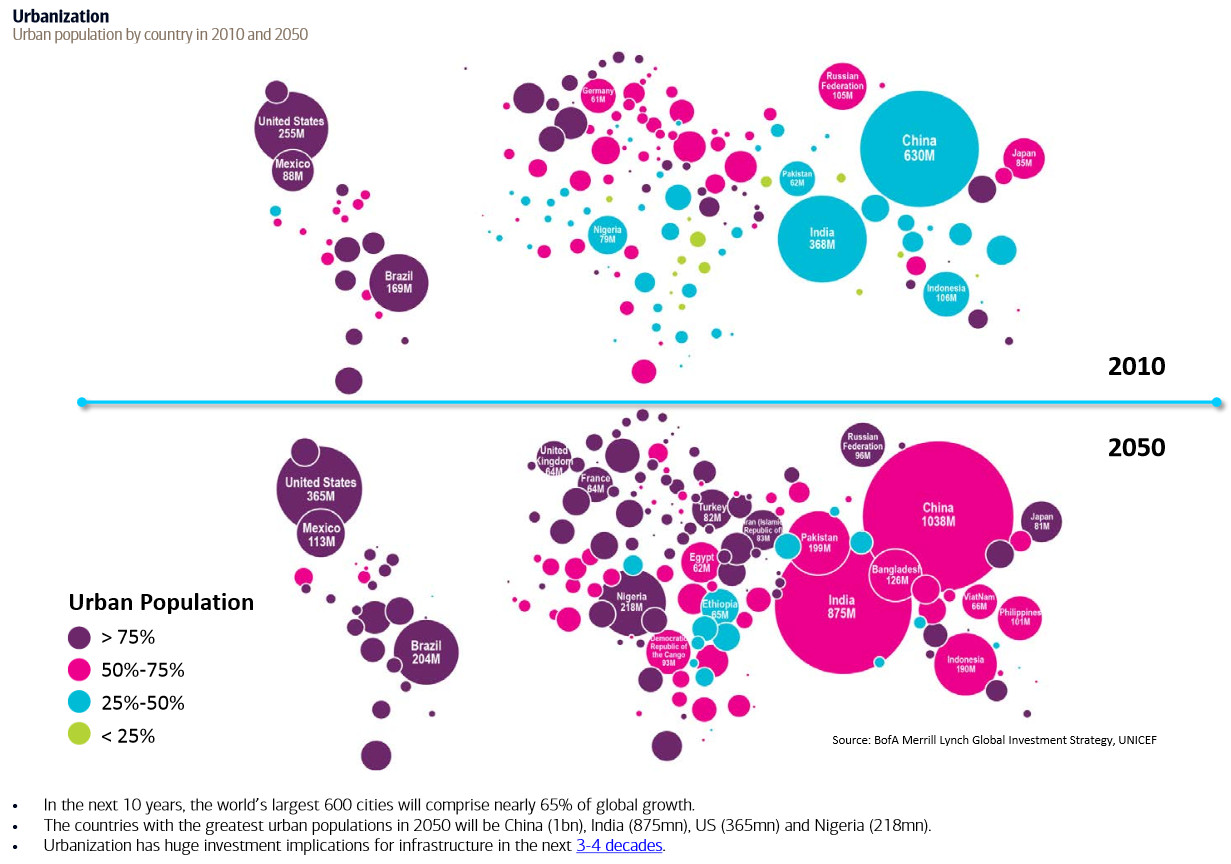 Urbanization
Urban population by country in 2010 and 2050
Germany
61M
Russian
Federation
105M
United States
255M
China
630M
Mexico
88M
Japan
85M
Pakistan
62M
Nigeria
79M
India
368M
Brazil
169M
Indonesia
106M
2010
2050
United
Kingdom
64M
Russian
Federation
96M
France
64M
United States
365M
Turkey
82M
China
1038M
Mexico
113M
Iran (Islamic
Republic of)
83M
Japan
81M
Pakistan
199M
Egypt
62M
Bangladesh
126M
Nigeria
218M
Ethiopia
65M
India
875M
VietNam
66M
Philippines
101M
Brazil
204M
Democratic
Republic of
the Cango
93M
Indonesia
190M
Urban Population
> 75%
50%-75%
25%-50%
< 25%
Source: BofA Merrill Lynch Global Investment Strategy, UNICEF
• In the next 10 years, the world's largest 600 cities will comprise nearly 65% of global growth.
• The countries with the greatest urban populations in 2050 will be China (1bn), India (875mn), US (365mn) and Nigeria (218mn).
• Urbanization has huge investment implications for infrastructure in the next 3-4 decades.